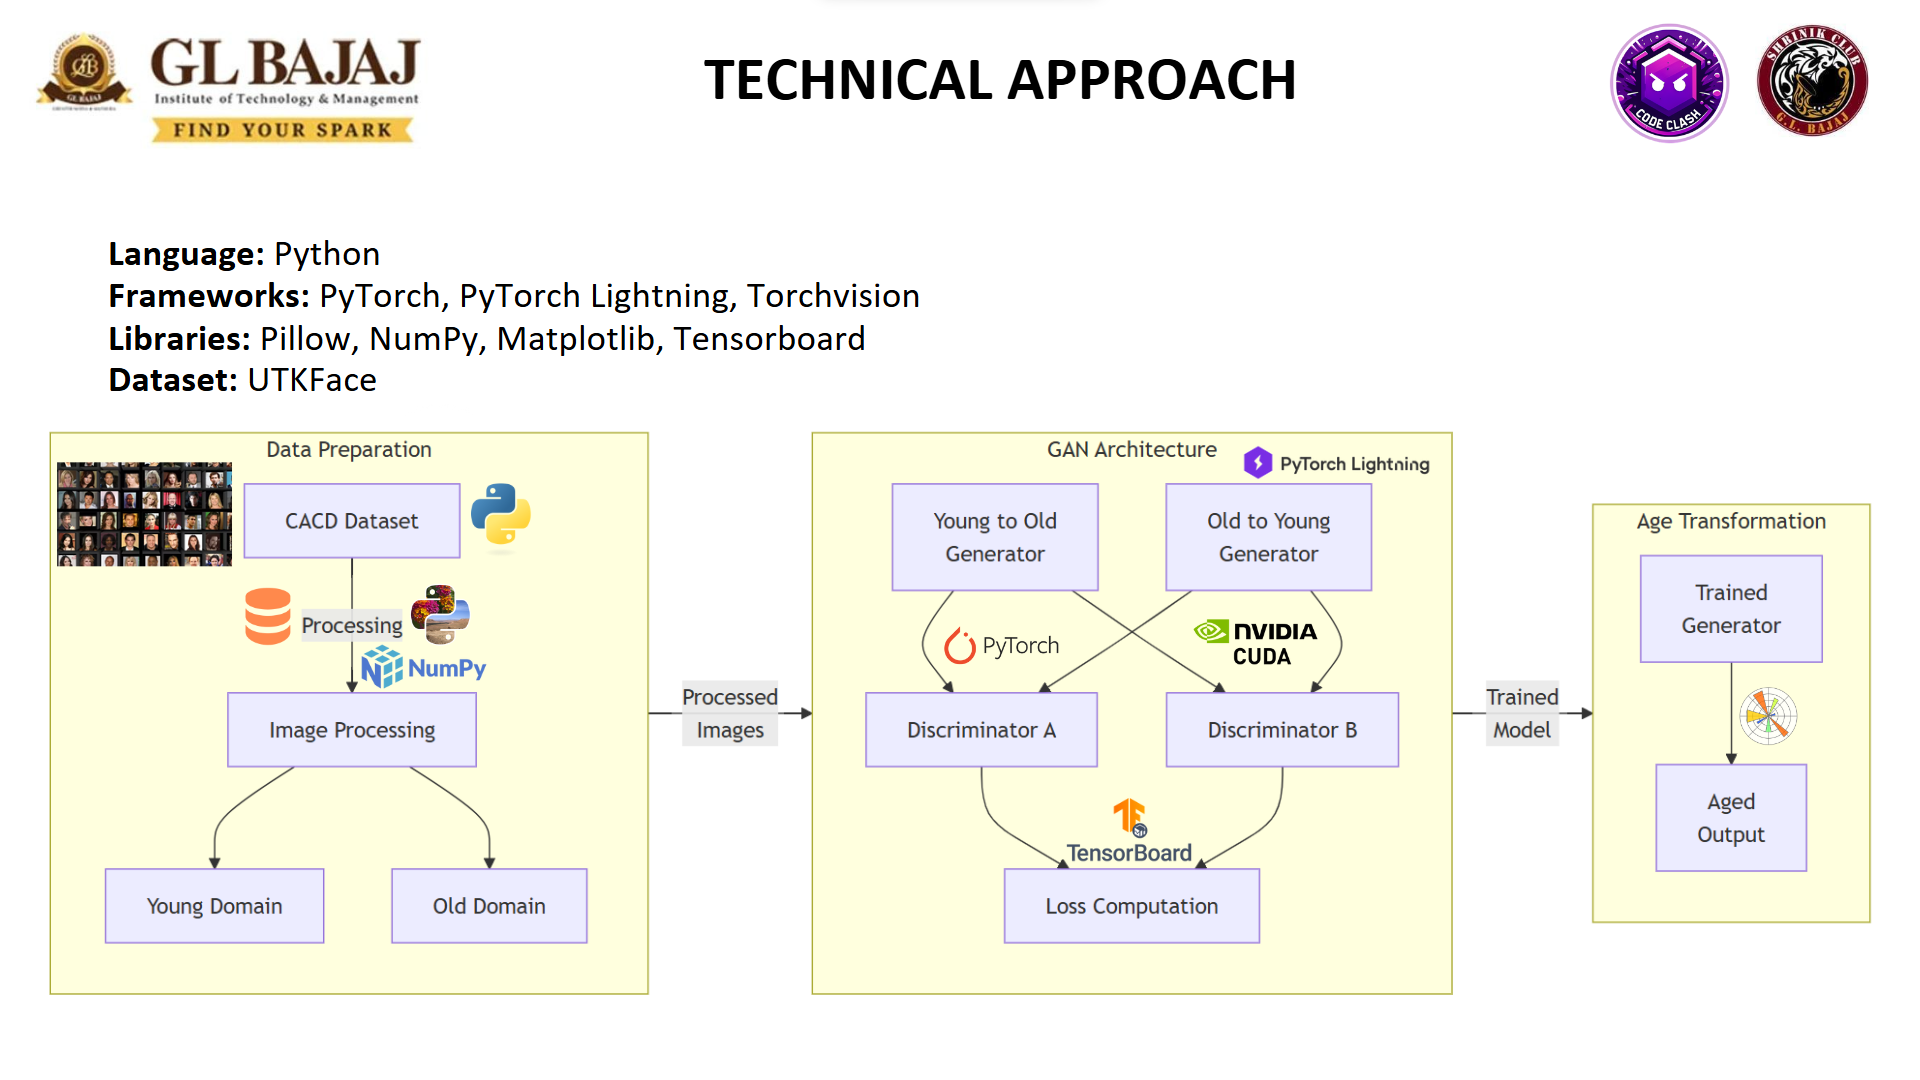 GL BAJAJ
Institute of Technology & Management
FIND YOUR SPARK
GL BAJAJ
TECHNICAL APPROACH
CODE CLASH
SHRINIK CLUB
G.L. BAJAJ
Language: Python
Frameworks: PyTorch, PyTorch Lightning, Torchvision
Libraries: Pillow, NumPy, Matplotlib, Tensorboard
Dataset: UTKFace
Data Preparation
CACD Dataset
Processing
NumPy
Image Processing
Young Domain
Old Domain
Processed
Images
GAN Architecture
PyTorch Lightning
Young to Old
Generator
Old to Young
Generator
PyTorch
NVIDIA
CUDA
Discriminator A
Discriminator B
TensorBoard
Loss Computation
Trained
Model
Age Transformation
Trained
Generator
Aged
Output